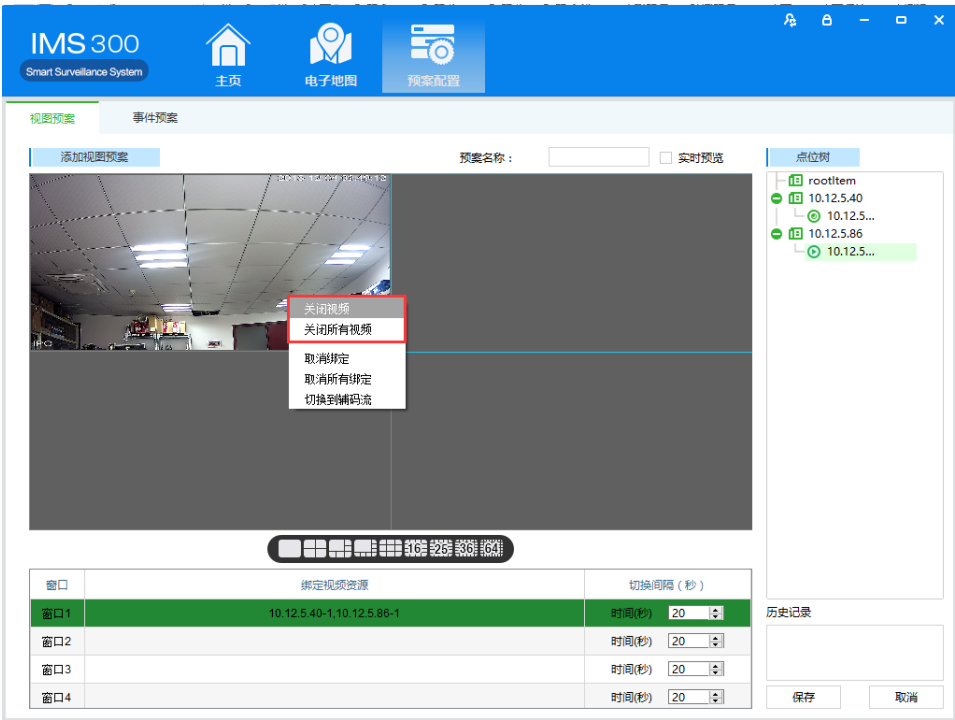 IMS 300
Smart Surveillance System
主页
电子地图
预案配置
视图预案
事件预案
添加视图预案
预案名称：
实时预览
点位树
rootItem
10.12.5.40
10.12.5...
10.12.5.86
10.12.5...
关闭视频
关闭所有视频
取消绑定
取消所有绑定
切换到辅码流
IPC
16 25 36 64
窗口 绑定视频资源 切换间隔（秒）
窗口1 10.12.5.40-1,10.12.5.86-1 时间(秒) 20
窗口2 时间(秒) 20
窗口3 时间(秒) 20
窗口4 时间(秒) 20
历史记录
保存 取消